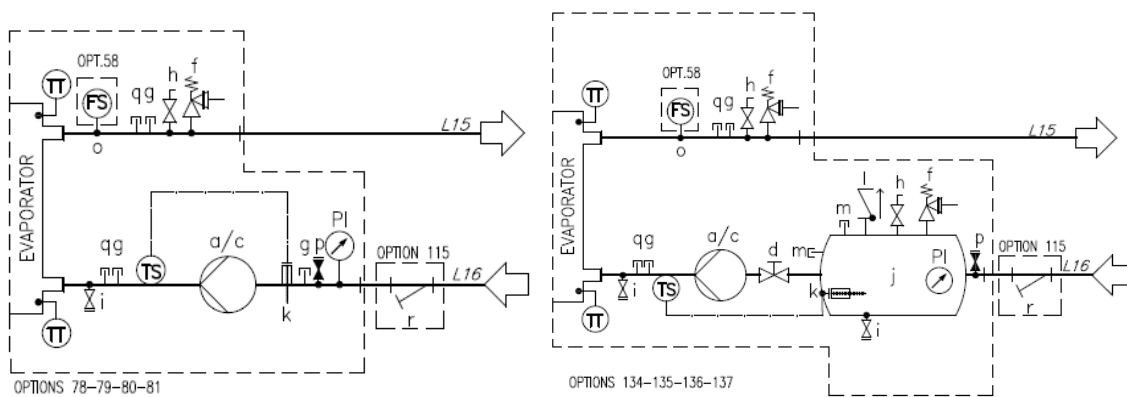 TT
OPT.58
FS
qg
h
f
o
L15
EVAPORATOR
qg
TS
a/c
g
p
PI
OPTION 115
L16
i
k
r
TT
OPTIONS 78-79-80-81
TT
OPT.58
FS
qg
h
f
o
L15
EVAPORATOR
l
h
f
m
qg
a/c
d
m
j
PI
p
OPTION 115
L16
i
TS
k
i
r
TT
OPTIONS 134-135-136-137